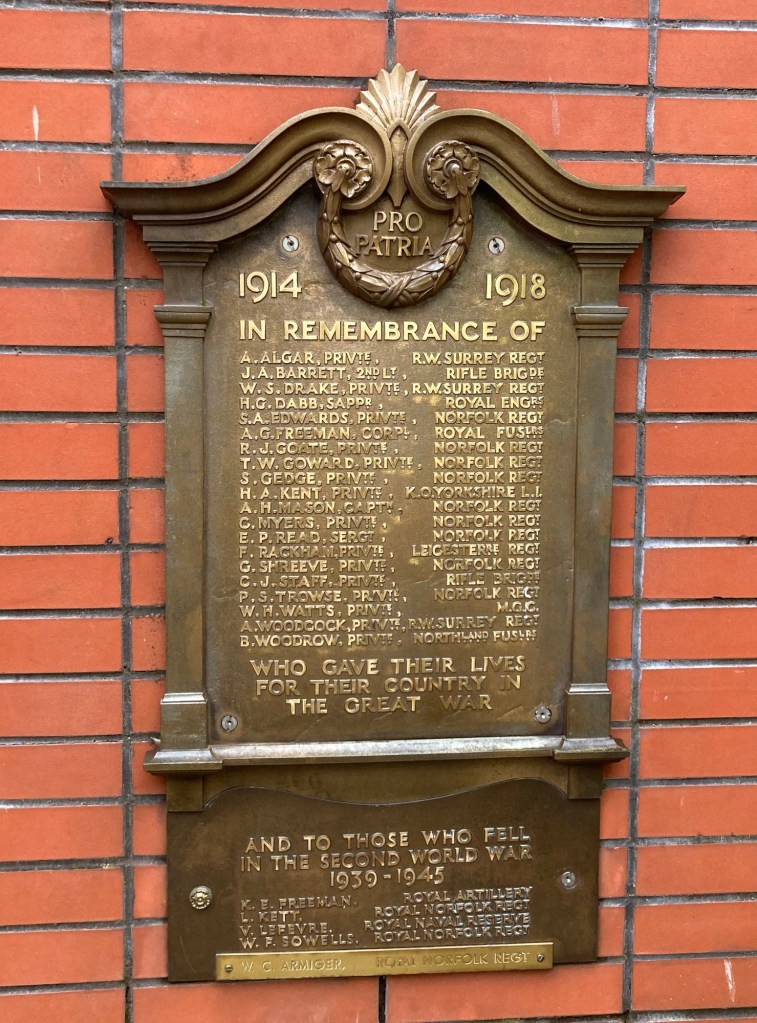 PRO
PATRIA
1914 1918
IN REMEMBRANCE OF
A. ALGAR, PRIVTE, R.W. SURREY REGT
J. A. BARRETT, 2ND LT, RIFLE BRIGDE
W. S. DRAKE, PRIVTE, R.W. SURREY REGT
H. G. DABB, SAPPR, ROYAL ENGRS
S. A. EDWARDS, PRIVTE, NORFOLK REGT
A. G. FREEMAN, CORPL, ROYAL FUSLRS
R. J. GOATE, PRIVTE, NORFOLK REGT
T. W. GOWARD, PRIVTE, NORFOLK REGT
S. GEDGE, PRIVTE, NORFOLK REGT
H. A. KENT, PRIVTE, K.O. YORKSHIRE L.I.
A. H. MASON, CAPTN, NORFOLK REGT
C. MYERS, PRIVTE, NORFOLK REGT
E. P. READ, SERGT, NORFOLK REGT
F. RACKHAM, PRIVTE, LEICESTERRE REGT
G. SHREEVE, PRIVTE, NORFOLK REGT
C. J. STAFF, PRIVTE, RIFLE BRIGDE
P. S. TROWSE, PRIVTE, NORFOLK REGT
W. H. WATTS, PRIVTE, M.G.C.
A. WOODCOCK, PRIVTE, R.W. SURREY REGT
B. WOODROW, PRIVTE, NORTHLAND FUSLRS
WHO GAVE THEIR LIVES
FOR THEIR COUNTRY IN
THE GREAT WAR
AND TO THOSE WHO FELL
IN THE SECOND WORLD WAR
1939-1945
K. E. FREEMAN. ROYAL ARTILLERY
L. KETT. ROYAL NORFOLK REGT
V. LEFEVRE. ROYAL NAVAL RESERVE
W. F. SOWELLS. ROYAL NORFOLK REGT
W. C. ARMIGER. ROYAL NORFOLK REGT